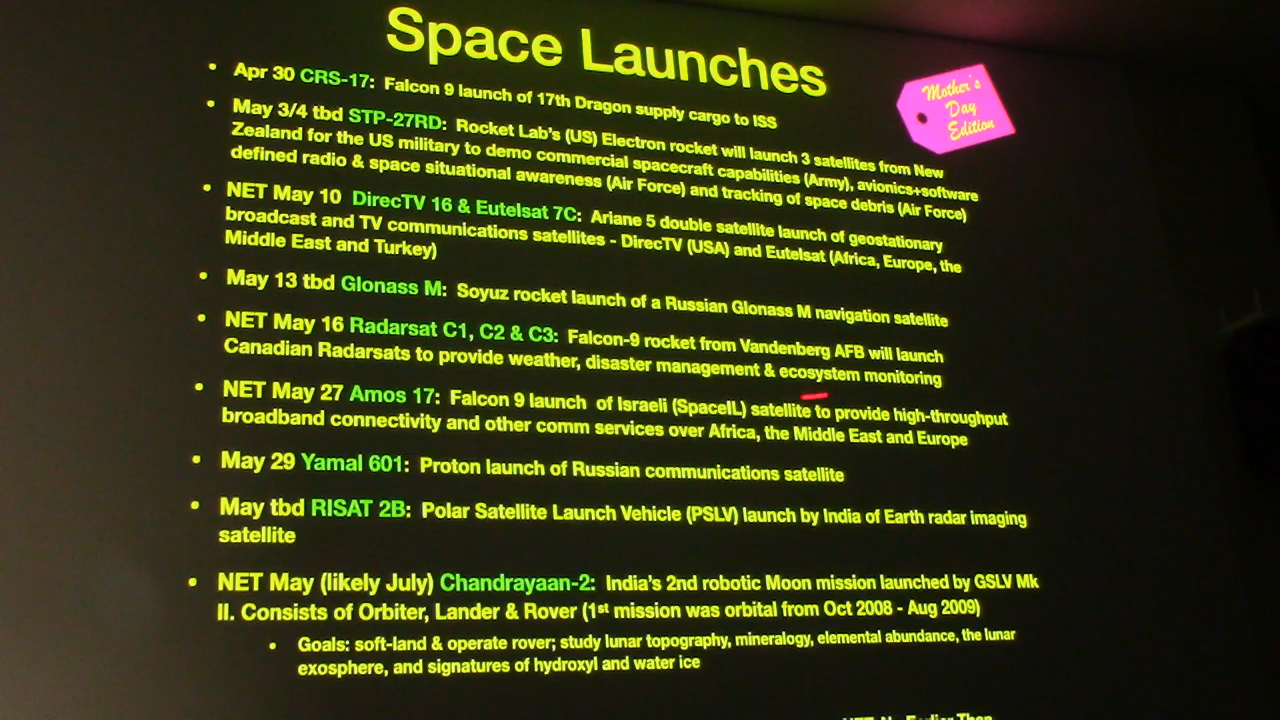 Space Launches
Mother's
Day
Edition
• Apr 30 CRS-17: Falcon 9 launch of 17th Dragon supply cargo to ISS
• May 3/4 tbd STP-27RD: Rocket Lab's (US) Electron rocket will launch 3 satellites from New
Zealand for the US military to demo commercial spacecraft capabilities (Army), avionics+software
defined radio & space situational awareness (Air Force) and tracking of space debris (Air Force)
• NET May 10 DirecTV 16 & Eutelsat 7C: Ariane 5 double satellite launch of geostationary
broadcast and TV communications satellites - DirecTV (USA) and Eutelsat (Africa, Europe, the
Middle East and Turkey)
• May 13 tbd Glonass M: Soyuz rocket launch of a Russian Glonass M navigation satellite
• NET May 16 Radarsat C1, C2 & C3: Falcon-9 rocket from Vandenberg AFB will launch
Canadian Radarsats to provide weather, disaster management & ecosystem monitoring
• NET May 27 Amos 17: Falcon 9 launch of Israeli (SpaceIL) satellite to provide high-throughput
broadband connectivity and other comm services over Africa, the Middle East and Europe
• May 29 Yamal 601: Proton launch of Russian communications satellite
• May tbd RISAT 2B: Polar Satellite Launch Vehicle (PSLV) launch by India of Earth radar imaging
satellite
• NET May (likely July) Chandrayaan-2: India's 2nd robotic Moon mission launched by GSLV Mk
II. Consists of Orbiter, Lander & Rover (1st mission was orbital from Oct 2008 - Aug 2009)
• Goals: soft-land & operate rover; study lunar topography, mineralogy, elemental abundance, the lunar
exosphere, and signatures of hydroxyl and water ice